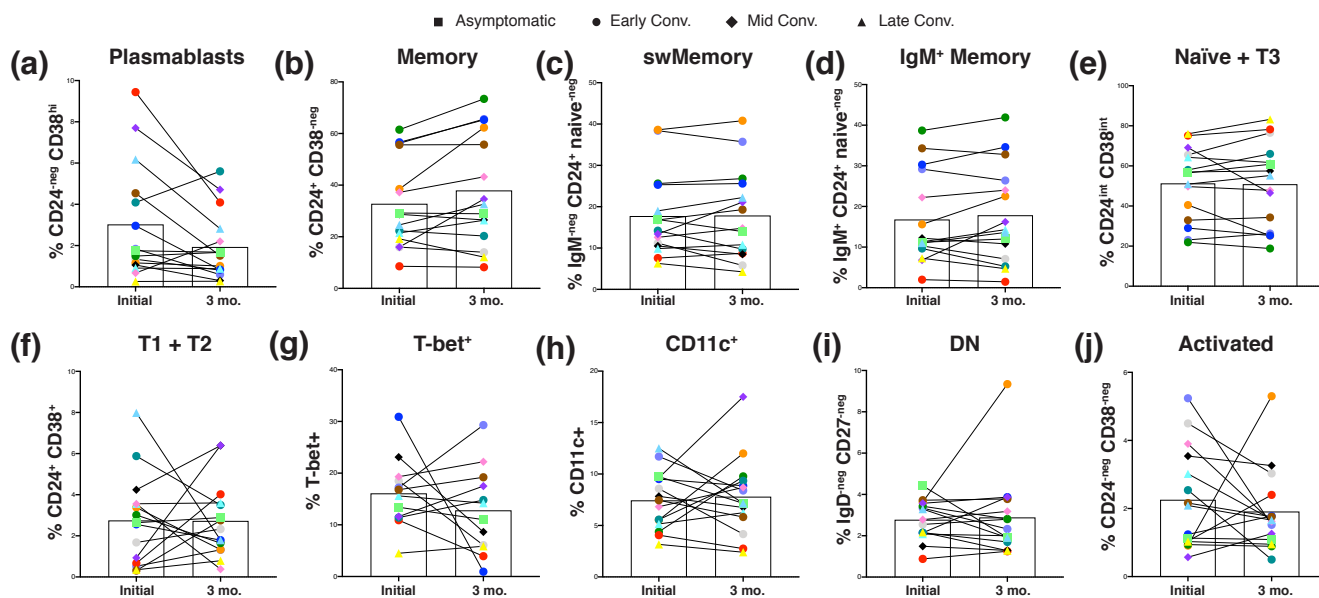 Asymptomatic Early Conv. Mid Conv. Late Conv.
(a) Plasmablasts
% CD24-neg CD38hi
10
8
6
4
2
0
Initial 3 mo.
(b) Memory
% CD24+ CD38-neg
80
60
40
20
0
Initial 3 mo.
(c) swMemory
% IgM-neg CD24+ naive-neg
50
40
30
20
10
0
Initial 3 mo.
(d) IgM+ Memory
% IgM+ CD24+ naive-neg
50
40
30
20
10
0
Initial 3 mo.
(e) Naïve + T3
% CD24int CD38int
100
80
60
40
20
0
Initial 3 mo.
(f) T1 + T2
% CD24+ CD38+
10
8
6
4
2
0
Initial 3 mo.
(g) T-bet+
% T-bet+
40
30
20
10
0
Initial 3 mo.
(h) CD11c+
% CD11c+
20
15
10
5
0
Initial 3 mo.
(i) DN
% IgD-neg CD27-neg
10
8
6
4
2
0
Initial 3 mo.
(j) Activated
% CD24-neg CD38-neg
6
4
2
0
Initial 3 mo.